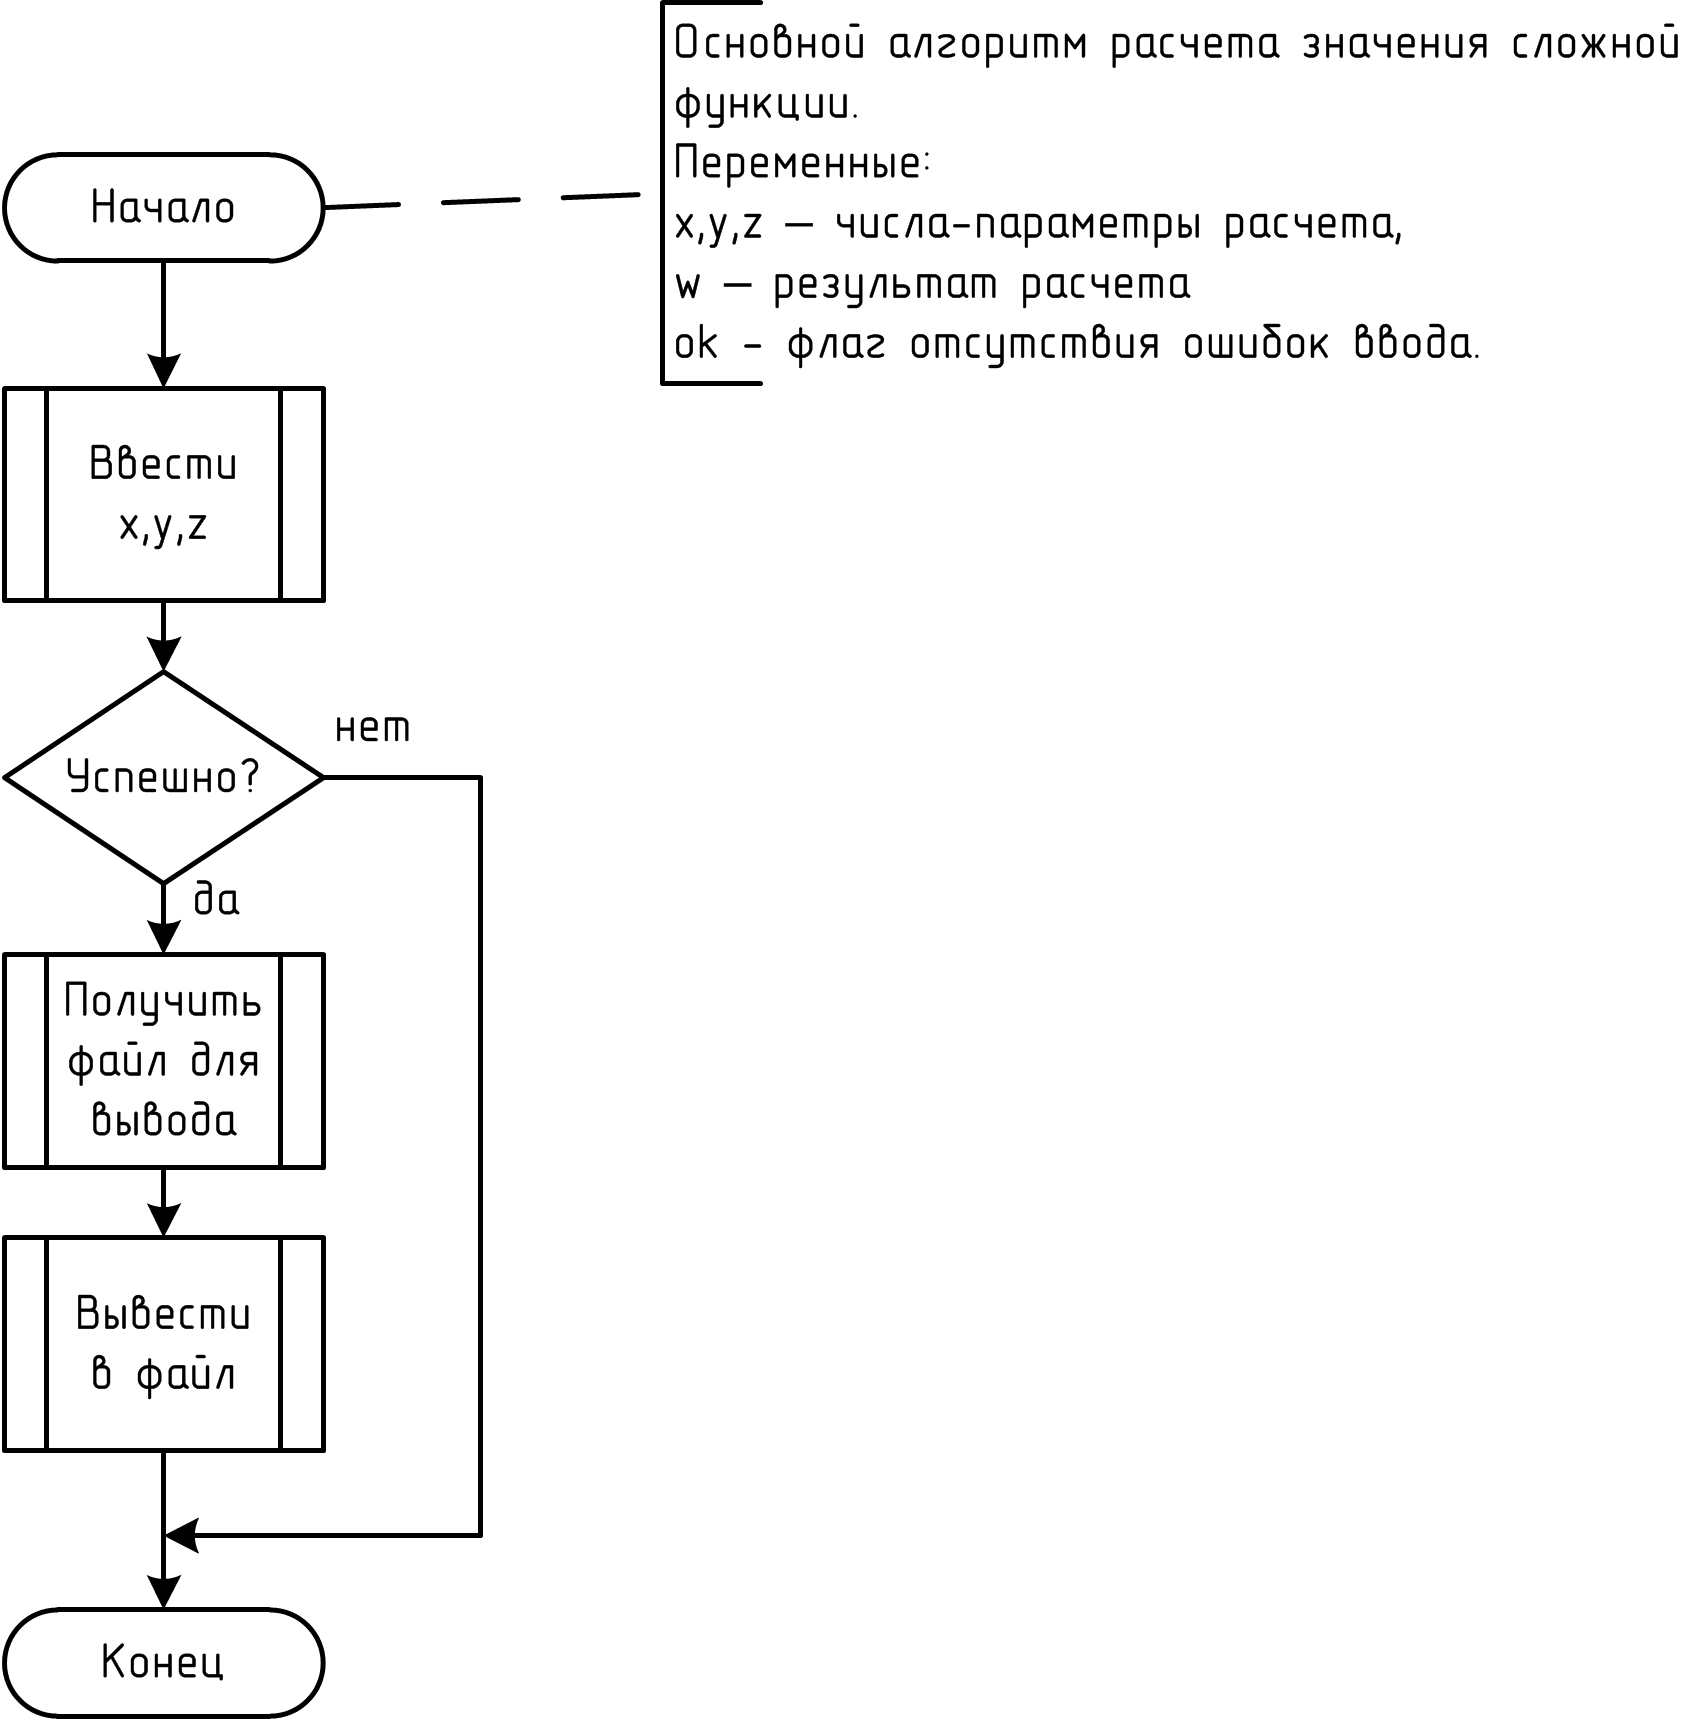 Основной алгоритм расчета значения сложной
функции.
Переменные:
x,y,z – числа-параметры расчета,
w – результат расчета
ok - флаг отсутствия ошибок ввода.
Начало
Ввести
x,y,z
Успешно?
нет
да
Получить
файл для
вывода
Вывести
в файл
Конец